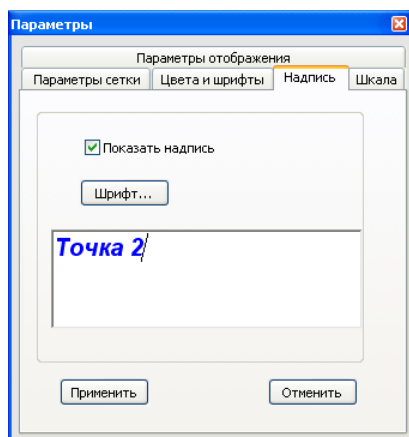 Параметры
Параметры отображения
Параметры сетки Цвета и шрифты Надпись Шкала
Показать надпись
Шрифт...
Точка 2
Применить Отменить